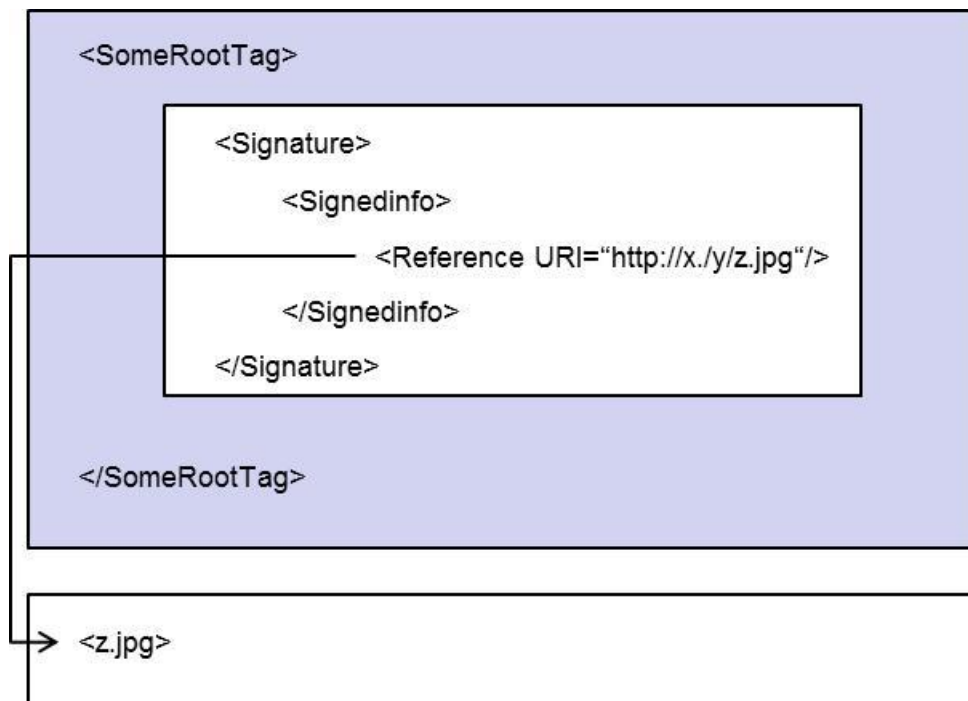 <SomeRootTag>
<Signature>
<Signedinfo>
<Reference URI=“http://x./y/z.jpg“/>
</Signedinfo>
</Signature>
</SomeRootTag>
<z.jpg>